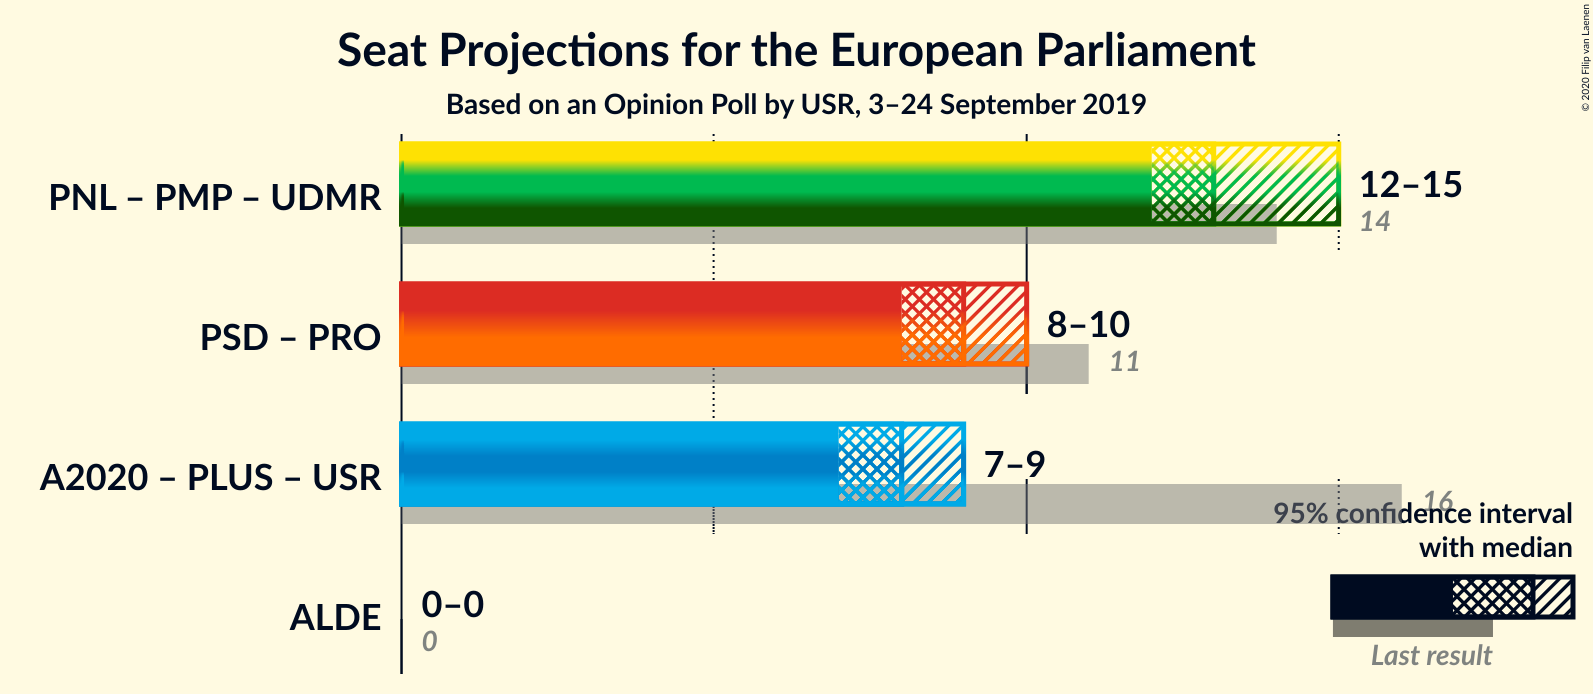 Seat Projections for the European Parliament
Based on an Opinion Poll by USR, 3–24 September 2019
© 2020 Filip van Laenen
PNL – PMP – UDMR
12–15
14
PSD – PRO
8–10
11
A2020 – PLUS – USR
7–9
16
ALDE
0–0
0
95% confidence interval
with median
Last result